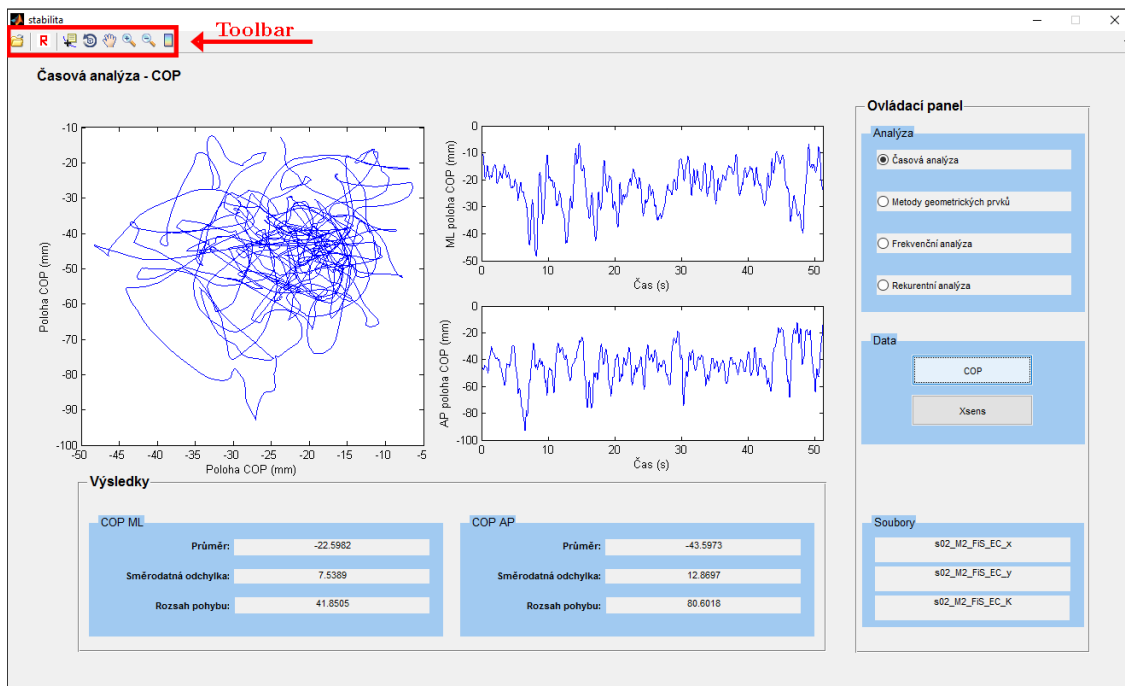 stabilita
R
Toolbar
Časová analýza - COP
-10
-20
-30
-40
-50
-60
-70
-80
-90
-100
Poloha COP (mm)
-50 -45 -40 -35 -30 -25 -20 -15 -10 -5
Poloha COP (mm)
0
-10
-20
-30
-40
-50
ML poloha COP (mm)
0 10 20 30 40 50
Čas (s)
0
-20
-40
-60
-80
-100
AP poloha COP (mm)
0 10 20 30 40 50
Čas (s)
Ovládací panel
Analýza
Časová analýza
Metody geometrických prvků
Frekvenční analýza
Rekurentní analýza
Data
COP
Xsens
Soubory
s02_M2_FiS_EC_x
s02_M2_FiS_EC_y
s02_M2_FiS_EC_K
Výsledky
COP ML
Průměr: -22.5982
Směrodatná odchylka: 7.5389
Rozsah pohybu: 41.8505
COP AP
Průměr: -43.5973
Směrodatná odchylka: 12.8697
Rozsah pohybu: 80.6018